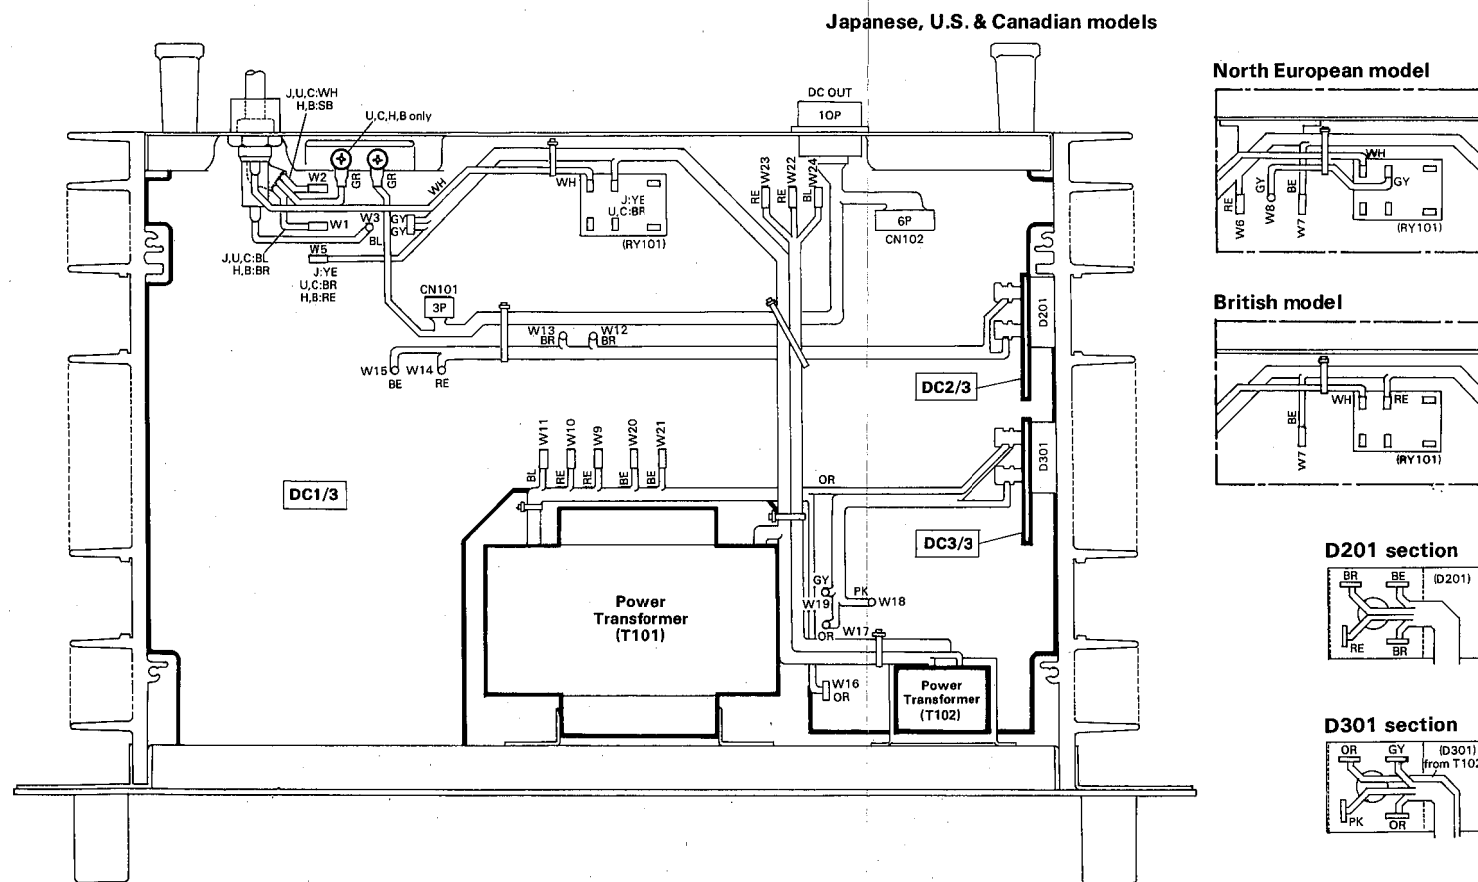 Japanese, U.S. & Canadian models
J,U,C:WH
H,B:SB
U,C,H,B only
DC OUT
10P
W2
GR
GR
WH
WH
W1
W3
BL
GY
GY
W5
J,U,C:BL
H,B:BR
J:YE
U,C:BR
H,B:RE
J:YE
U,C:BR
(RY101)
W23
W22
W24
RE
RE
BL
6P
CN102
CN101
3P
W13
BR
W12
BR
W15
BE
W14
RE
D201
DC2/3
W11
W10
W9
W20
W21
BL
RE
RE
BE
BE
OR
D301
DC1/3
DC3/3
Power
Transformer
(T101)
GY
W19
OR
PK
W18
W17
W16
OR
Power
Transformer
(T102)
North European model
WH
GY
GY
BE
RE
W6
W8
W7
(RY101)
British model
WH
RE
BE
W7
(RY101)
D201 section
BR
BE
(D201)
RE
BR
D301 section
OR
GY
(D301)
from T102
PK
OR